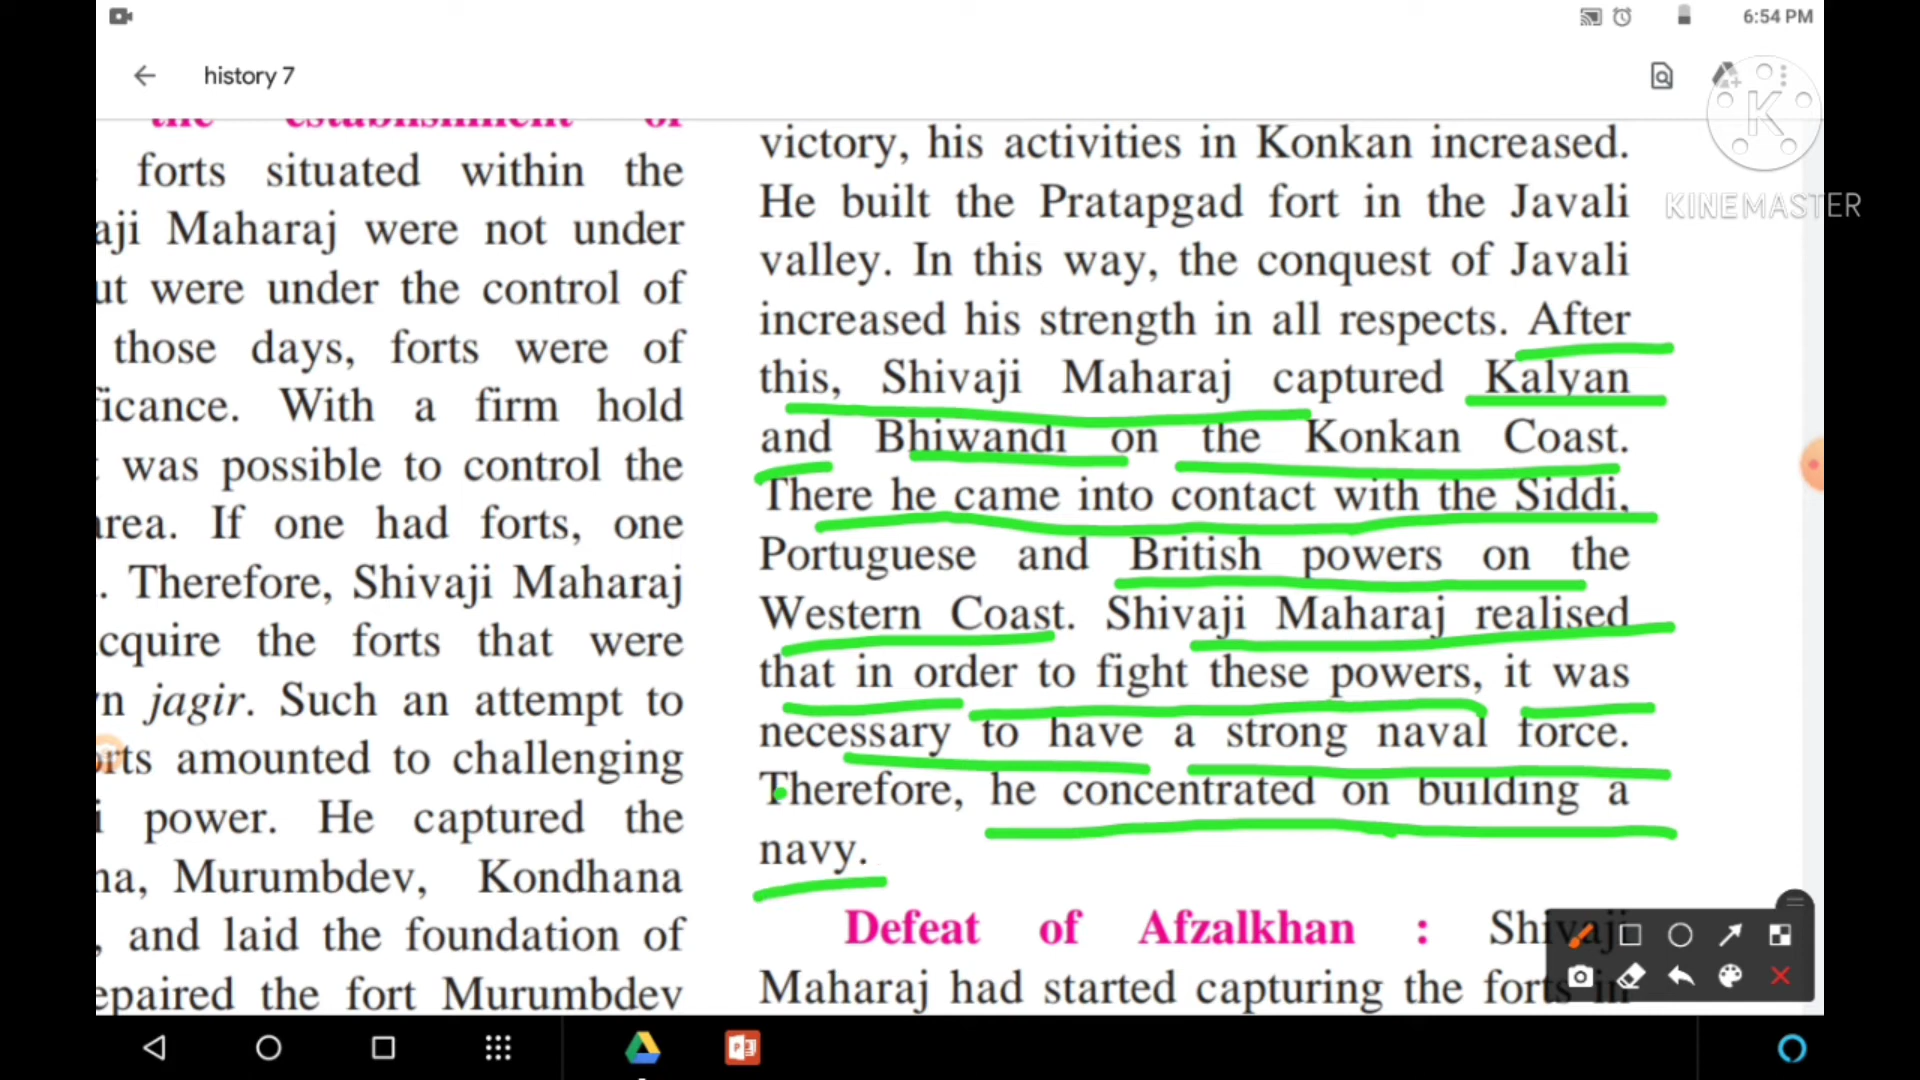 6:54 PM
history 7
K
KINEMASTER
the establishment of
forts situated within the
aji Maharaj were not under
ut were under the control of
those days, forts were of
ficance. With a firm hold
was possible to control the
area. If one had forts, one
. Therefore, Shivaji Maharaj
cquire the forts that were
n jagir. Such an attempt to
orts amounted to challenging
i power. He captured the
na, Murumbdev, Kondhana
, and laid the foundation of
epaired the fort Murumbdev
victory, his activities in Konkan increased.
He built the Pratapgad fort in the Javali
valley. In this way, the conquest of Javali
increased his strength in all respects. After
this, Shivaji Maharaj captured Kalyan
and Bhiwandi on the Konkan Coast.
There he came into contact with the Siddi,
Portuguese and British powers on the
Western Coast. Shivaji Maharaj realised
that in order to fight these powers, it was
necessary to have a strong naval force.
Therefore, he concentrated on building a
navy.
Defeat of Afzalkhan : Shivaji
Maharaj had started capturing the forts in